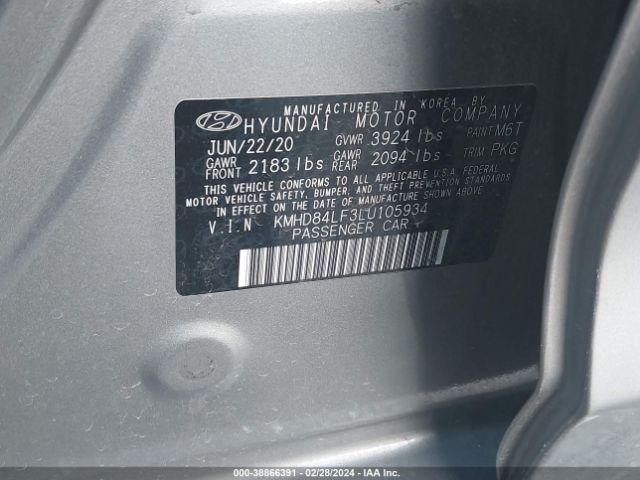 MANUFACTURED IN KOREA BY
HYUNDAI MOTOR COMPANY
JUN/22/20 GVWR 3924 lbs PAINT M6T
GAWR FRONT 2183 lbs GAWR REAR 2094 lbs TRIM PKG
THIS VEHICLE CONFORMS TO ALL APPLICABLE U.S.A. FEDERAL
MOTOR VEHICLE SAFETY, BUMPER, AND THEFT PREVENTION STANDARDS
IN EFFECT ON THE DATE OF MANUFACTURE SHOWN ABOVE.
V I N KMHD84LF3LU105934
PASSENGER CAR
000-38866391 - 02/28/2024 - IAA Inc.